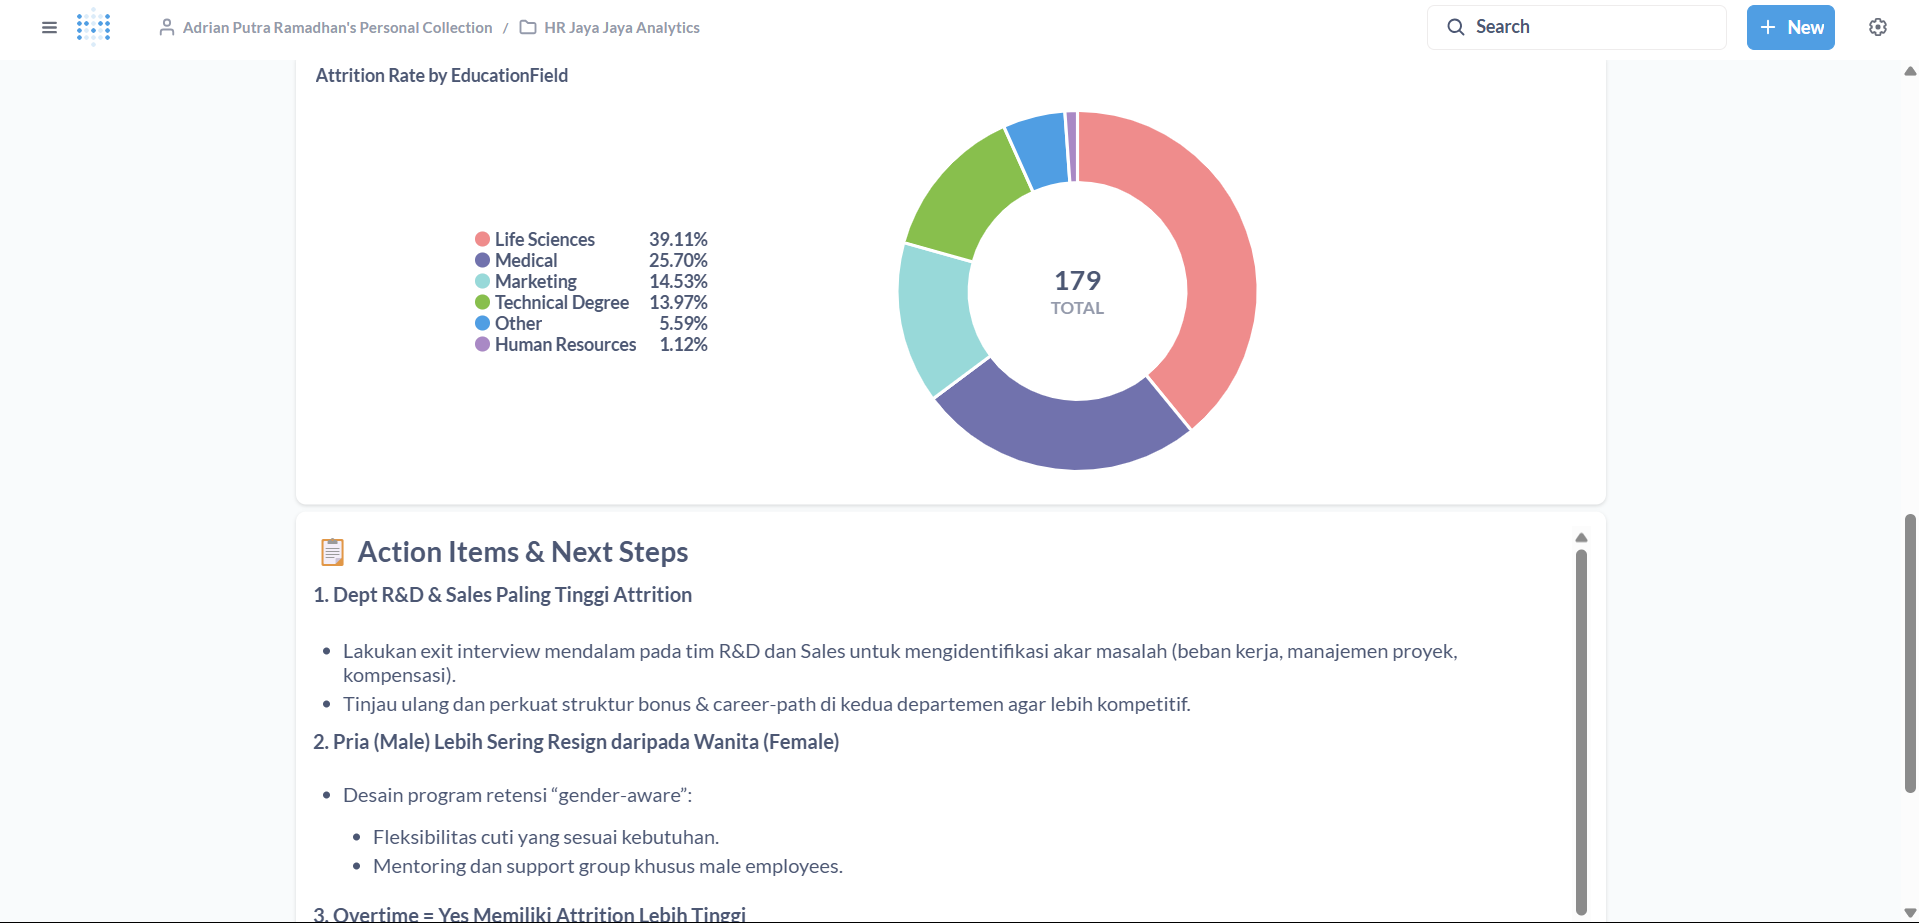 Adrian Putra Ramadhan's Personal Collection / HR Jaya Jaya Analytics
Search
New
Attrition Rate by EducationField
Life Sciences 39.11%
Medical 25.70%
Marketing 14.53%
Technical Degree 13.97%
Other 5.59%
Human Resources 1.12%
179
TOTAL
Action Items & Next Steps
1. Dept R&D & Sales Paling Tinggi Attrition
• Lakukan exit interview mendalam pada tim R&D dan Sales untuk mengidentifikasi akar masalah (beban kerja, manajemen proyek,
kompensasi).
• Tinjau ulang dan perkuat struktur bonus & career-path di kedua departemen agar lebih kompetitif.
2. Pria (Male) Lebih Sering Resign daripada Wanita (Female)
• Desain program retensi “gender-aware”:
• Fleksibilitas cuti yang sesuai kebutuhan.
• Mentoring dan support group khusus male employees.
3. Overtime = Yes Memiliki Attrition Lebih Tinggi